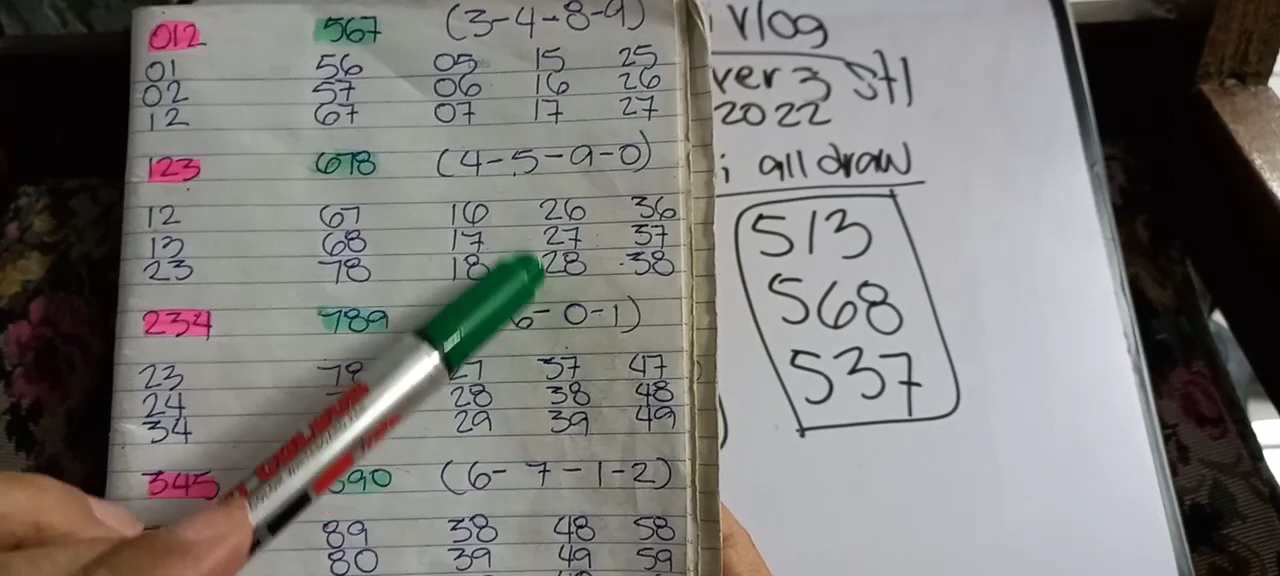 012 567 (3-4-8-9)
01 56 05 15 25
02 57 06 16 26
12 67 07 17 27
123 678 (4-5-9-0)
12 67 16 26 36
13 68 17 27 37
23 78 18 28 38
234 789 6-0-1)
23 78 37 47
24 28 38 48
34 29 39 49
345 890 (6-7-1-2)
89 38 48 58
80 39 49 59
vlog
ver 3 stl
2022
all draw
513
568
537